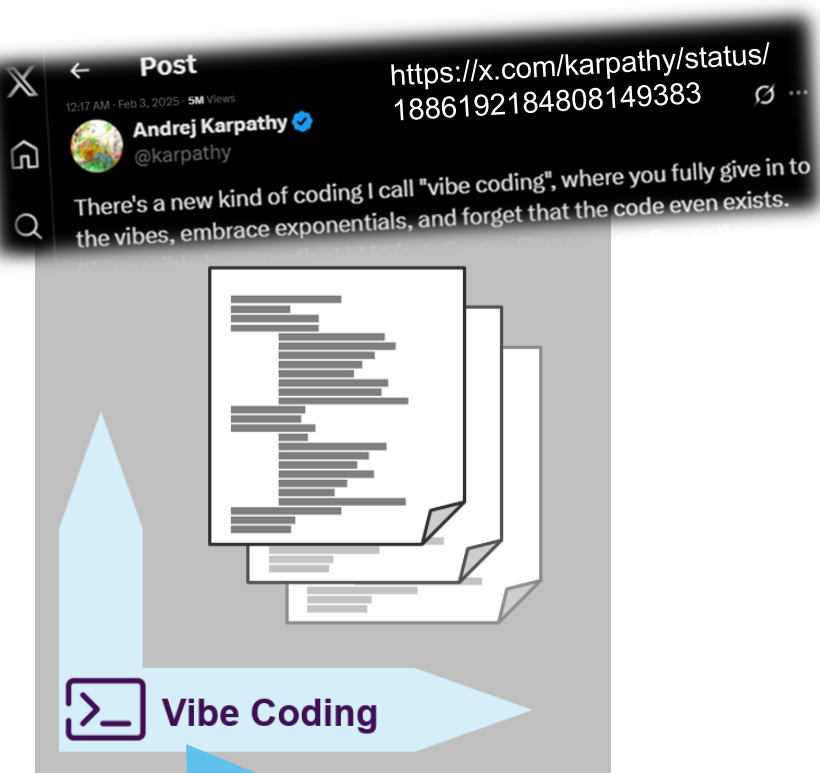 Post
https://x.com/karpathy/status/
1886192184808149383
12:17 AM · Feb 3, 2025 · 5M Views
Andrej Karpathy
@karpathy
There's a new kind of coding I call "vibe coding", where you fully give in to
the vibes, embrace exponentials, and forget that the code even exists.
Vibe Coding